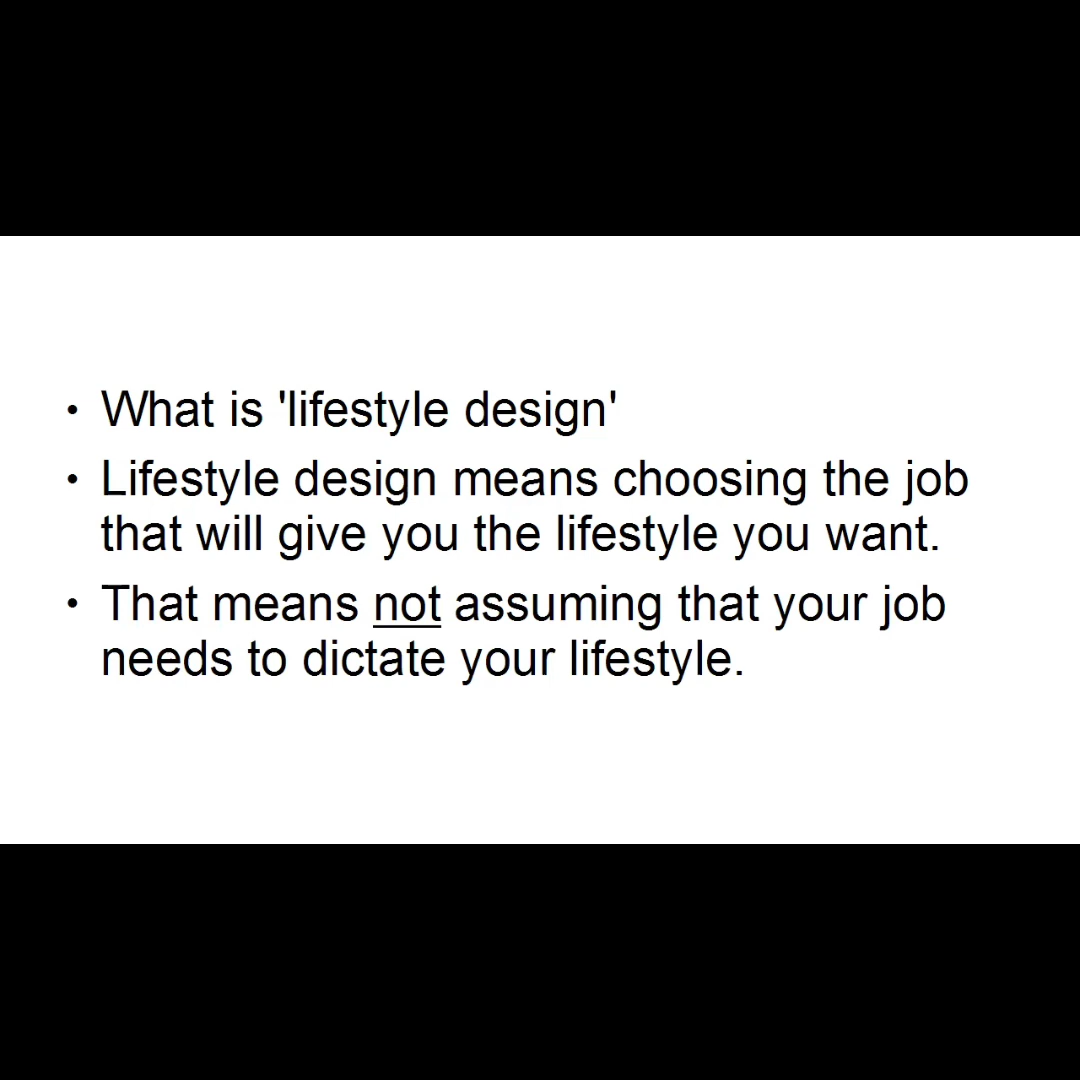 • What is 'lifestyle design'
• Lifestyle design means choosing the job
that will give you the lifestyle you want.
• That means not assuming that your job
needs to dictate your lifestyle.